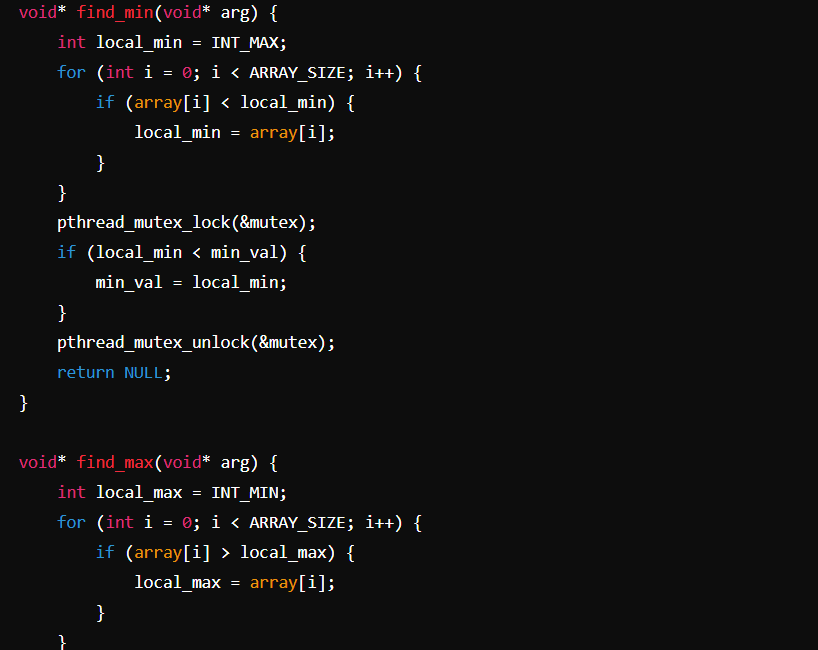 void* find_min(void* arg) {
    int local_min = INT_MAX;
    for (int i = 0; i < ARRAY_SIZE; i++) {
        if (array[i] < local_min) {
            local_min = array[i];
        }
    }
    pthread_mutex_lock(&mutex);
    if (local_min < min_val) {
        min_val = local_min;
    }
    pthread_mutex_unlock(&mutex);
    return NULL;
}

void* find_max(void* arg) {
    int local_max = INT_MIN;
    for (int i = 0; i < ARRAY_SIZE; i++) {
        if (array[i] > local_max) {
            local_max = array[i];
        }
    }